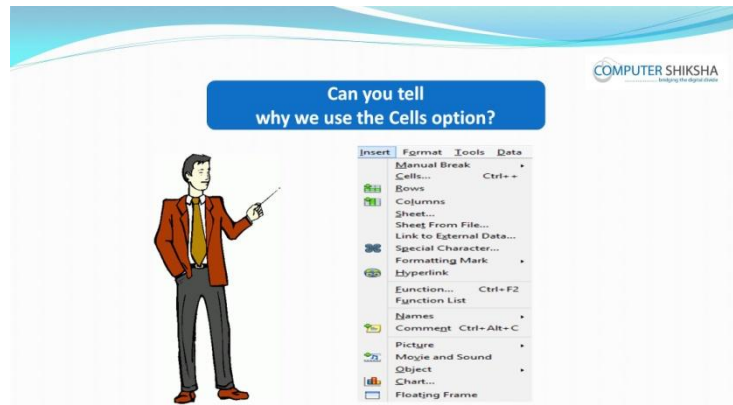 COMPUTER SHIKSHA
bridging the digital divide
Can you tell
why we use the Cells option?
Insert Format Tools Data
Manual Break
Cells... Ctrl++
Rows
Columns
Sheet...
Sheet From File...
Link to External Data...
Special Character...
Formatting Mark
Hyperlink
Function... Ctrl+F2
Function List
Names
Comment Ctrl+Alt+C
Picture
Movie and Sound
Object
Chart...
Floating Frame